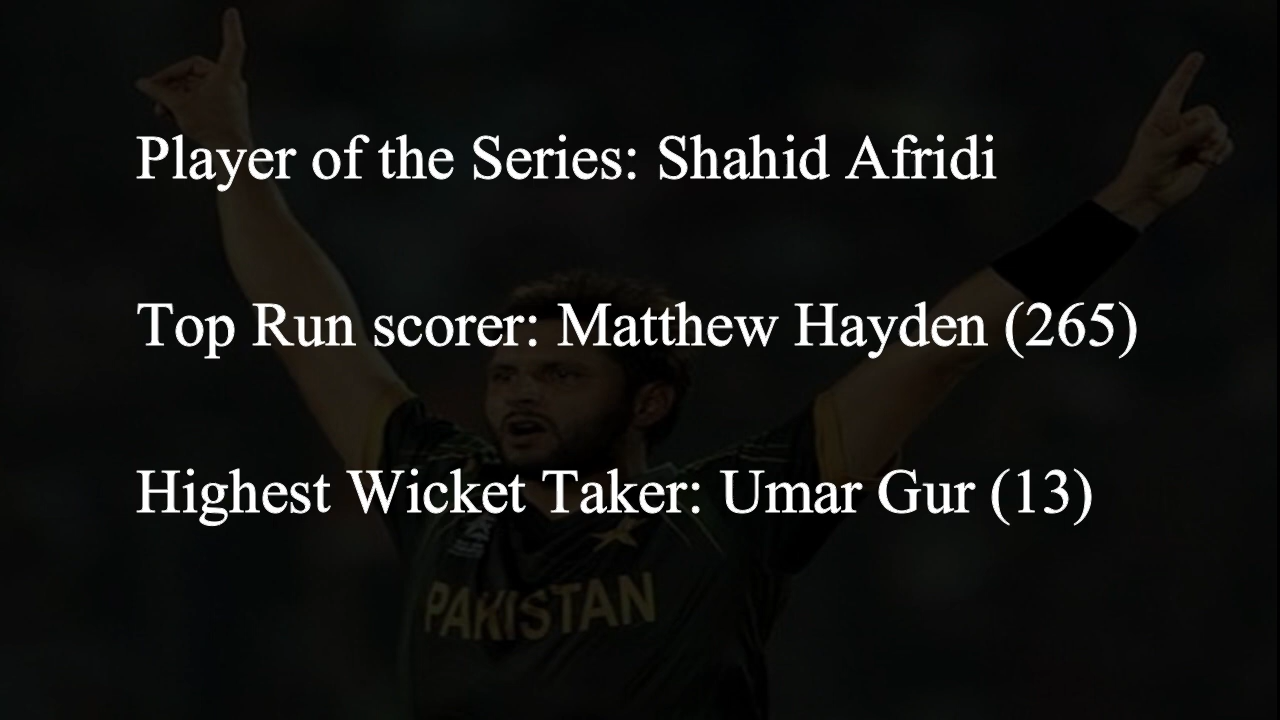 Player of the Series: Shahid Afridi
Top Run scorer: Matthew Hayden (265)
Highest Wicket Taker: Umar Gur (13)
PAKISTAN